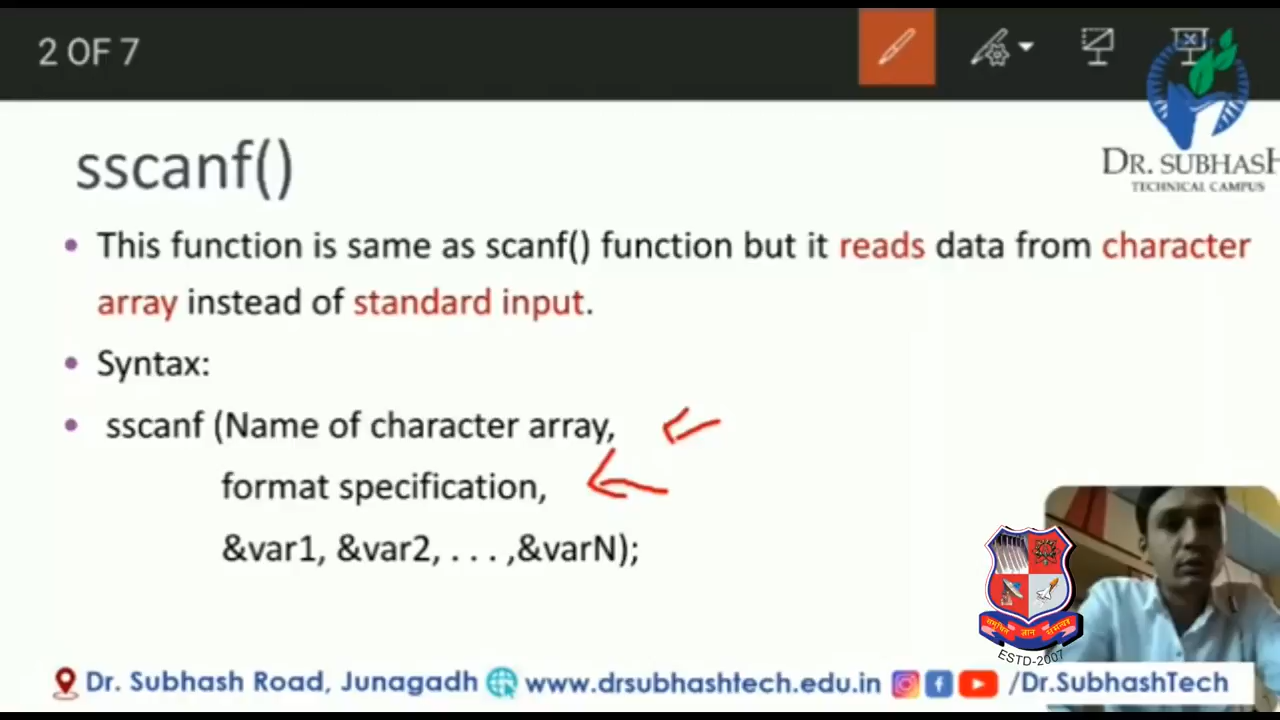 2 OF 7
DR. SUBHASH
TECHNICAL CAMPUS
sscanf()
• This function is same as scanf() function but it reads data from character
array instead of standard input.
• Syntax:
• sscanf (Name of character array,
format specification,
&var1, &var2, . . . ,&varN);
ESTD-2007
Dr. Subhash Road, Junagadh www.drsubhashtech.edu.in /Dr.SubhashTech